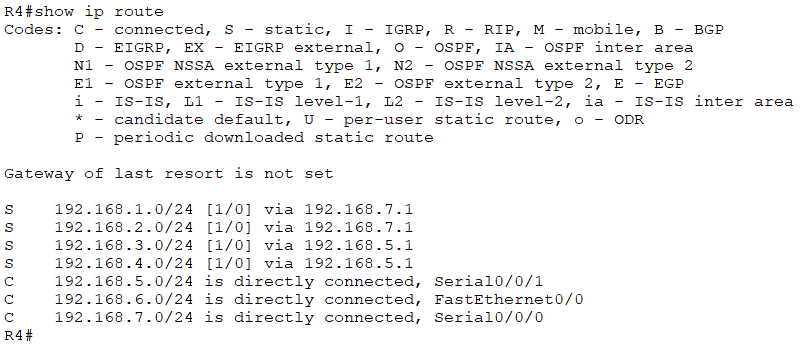 R4#show ip route
Codes: C - connected, S - static, I - IGRP, R - RIP, M - mobile, B - BGP
       D - EIGRP, EX - EIGRP external, O - OSPF, IA - OSPF inter area
       N1 - OSPF NSSA external type 1, N2 - OSPF NSSA external type 2
       E1 - OSPF external type 1, E2 - OSPF external type 2, E - EGP
       i - IS-IS, L1 - IS-IS level-1, L2 - IS-IS level-2, ia - IS-IS inter area
       * - candidate default, U - per-user static route, o - ODR
       P - periodic downloaded static route

Gateway of last resort is not set

S    192.168.1.0/24 [1/0] via 192.168.7.1
S    192.168.2.0/24 [1/0] via 192.168.7.1
S    192.168.3.0/24 [1/0] via 192.168.5.1
S    192.168.4.0/24 [1/0] via 192.168.5.1
C    192.168.5.0/24 is directly connected, Serial0/0/1
C    192.168.6.0/24 is directly connected, FastEthernet0/0
C    192.168.7.0/24 is directly connected, Serial0/0/0
R4#